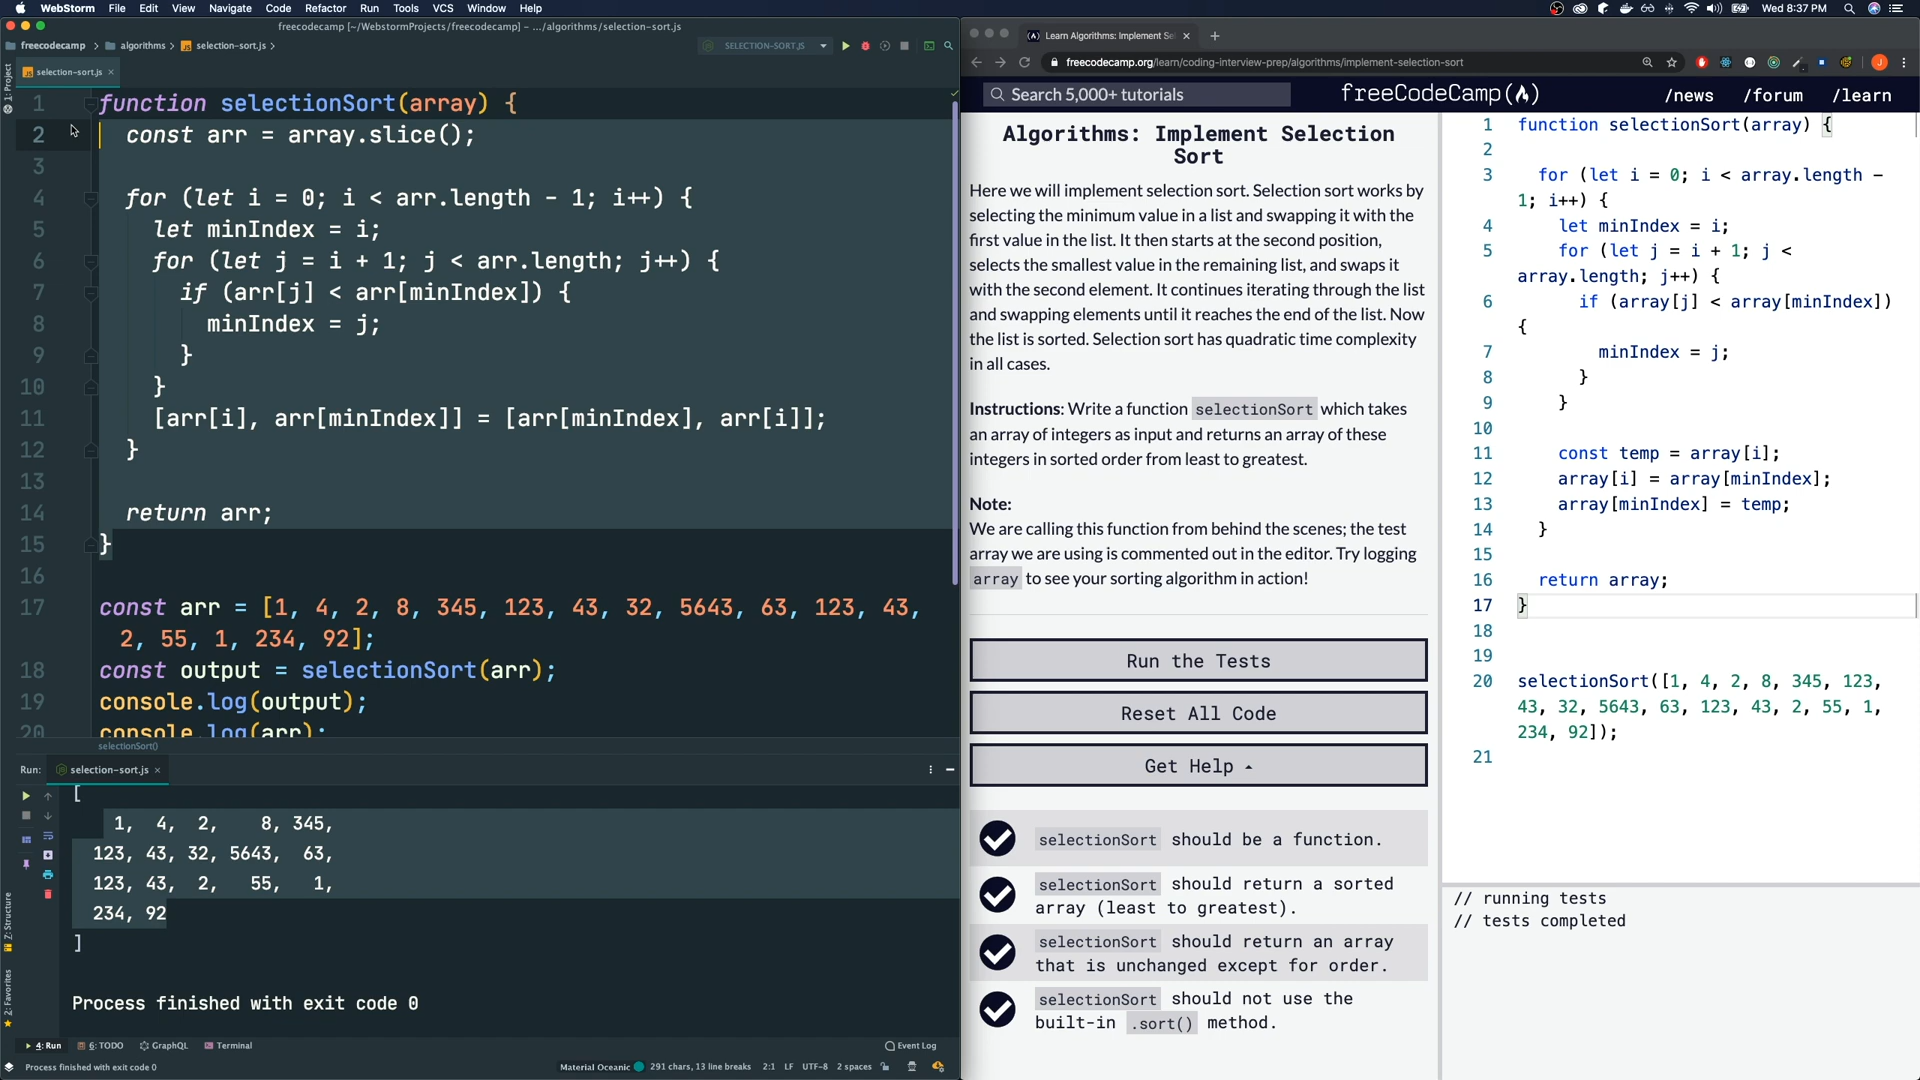 WebStorm File Edit View Navigate Code Refactor Run Tools VCS Window Help
Wed 8:37 PM
freecodecamp [~/WebstormProjects/freecodecamp] – .../algorithms/selection-sort.js
freecodecamp algorithms selection-sort.js
SELECTION-SORT.JS
selection-sort.js
1: Project
1 function selectionSort(array) {
2 const arr = array.slice();
3
4 for (let i = 0; i < arr.length - 1; i++) {
5 let minIndex = i;
6 for (let j = i + 1; j < arr.length; j++) {
7 if (arr[j] < arr[minIndex]) {
8 minIndex = j;
9 }
10 }
11 [arr[i], arr[minIndex]] = [arr[minIndex], arr[i]];
12 }
13
14 return arr;
15 }
16
17 const arr = [1, 4, 2, 8, 345, 123, 43, 32, 5643, 63, 123, 43,
2, 55, 1, 234, 92];
18 const output = selectionSort(arr);
19 console.log(output);
20 console.log(arr);
selectionSort()
Run: selection-sort.js
[
1, 4, 2, 8, 345,
123, 43, 32, 5643, 63,
123, 43, 2, 55, 1,
234, 92
]
Process finished with exit code 0
Z: Structure
2: Favorites
4: Run 6: TODO GraphQL Terminal
Event Log
Process finished with exit code 0
Material Oceanic 291 chars, 13 line breaks 2:1 LF UTF-8 2 spaces
Learn Algorithms: Implement Sel
freecodecamp.org/learn/coding-interview-prep/algorithms/implement-selection-sort
J
Search 5,000+ tutorials
freeCodeCamp
/news /forum /learn
Algorithms: Implement Selection
Sort
Here we will implement selection sort. Selection sort works by
selecting the minimum value in a list and swapping it with the
first value in the list. It then starts at the second position,
selects the smallest value in the remaining list, and swaps it
with the second element. It continues iterating through the list
and swapping elements until it reaches the end of the list. Now
the list is sorted. Selection sort has quadratic time complexity
in all cases.
Instructions: Write a function selectionSort which takes
an array of integers as input and returns an array of these
integers in sorted order from least to greatest.
Note:
We are calling this function from behind the scenes; the test
array we are using is commented out in the editor. Try logging
array to see your sorting algorithm in action!
Run the Tests
Reset All Code
Get Help
selectionSort should be a function.
selectionSort should return a sorted
array (least to greatest).
selectionSort should return an array
that is unchanged except for order.
selectionSort should not use the
built-in .sort() method.
1 function selectionSort(array) {
2
3 for (let i = 0; i < array.length -
1; i++) {
4 let minIndex = i;
5 for (let j = i + 1; j <
array.length; j++) {
6 if (array[j] < array[minIndex])
{
7 minIndex = j;
8 }
9 }
10
11 const temp = array[i];
12 array[i] = array[minIndex];
13 array[minIndex] = temp;
14 }
15
16 return array;
17 }
18
19
20 selectionSort([1, 4, 2, 8, 345, 123,
43, 32, 5643, 63, 123, 43, 2, 55, 1,
234, 92]);
21
// running tests
// tests completed